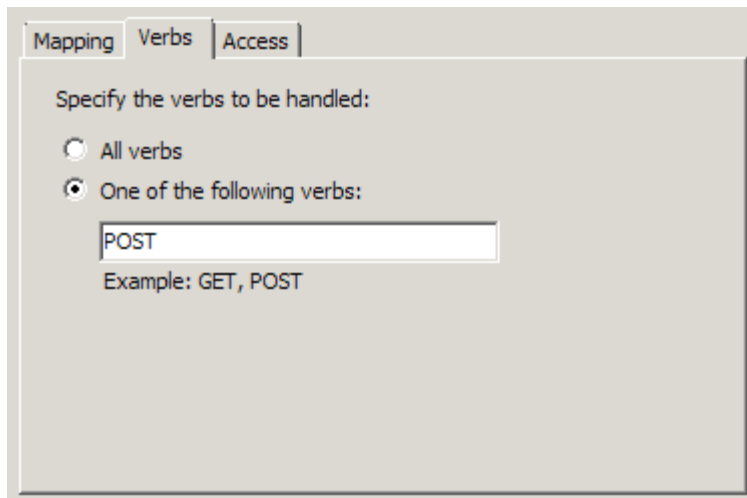 Mapping Verbs Access
Specify the verbs to be handled:
All verbs
One of the following verbs:
POST
Example: GET, POST